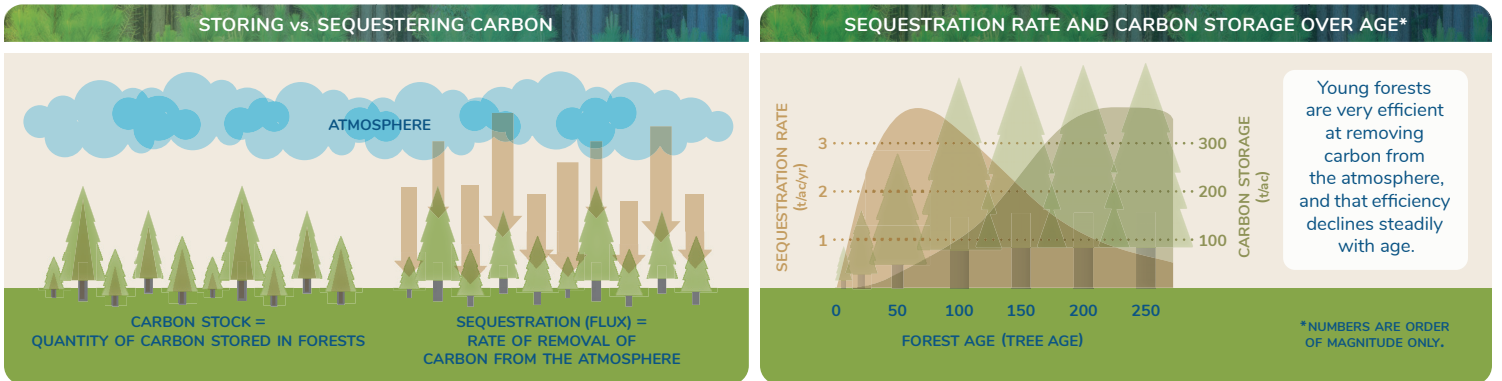 STORING vs. SEQUESTERING CARBON
ATMOSPHERE
CARBON STOCK =
QUANTITY OF CARBON STORED IN FORESTS
SEQUESTRATION (FLUX) =
RATE OF REMOVAL OF
CARBON FROM THE ATMOSPHERE
SEQUESTRATION RATE AND CARBON STORAGE OVER AGE*
SEQUESTRATION RATE
(t/ac/yr)
3
2
1
300
200
100
CARBON STORAGE
(t/ac)
0 50 100 150 200 250
FOREST AGE (TREE AGE)
Young forests
are very efficient
at removing
carbon from
the atmosphere,
and that efficiency
declines steadily
with age.
*NUMBERS ARE ORDER
OF MAGNITUDE ONLY.